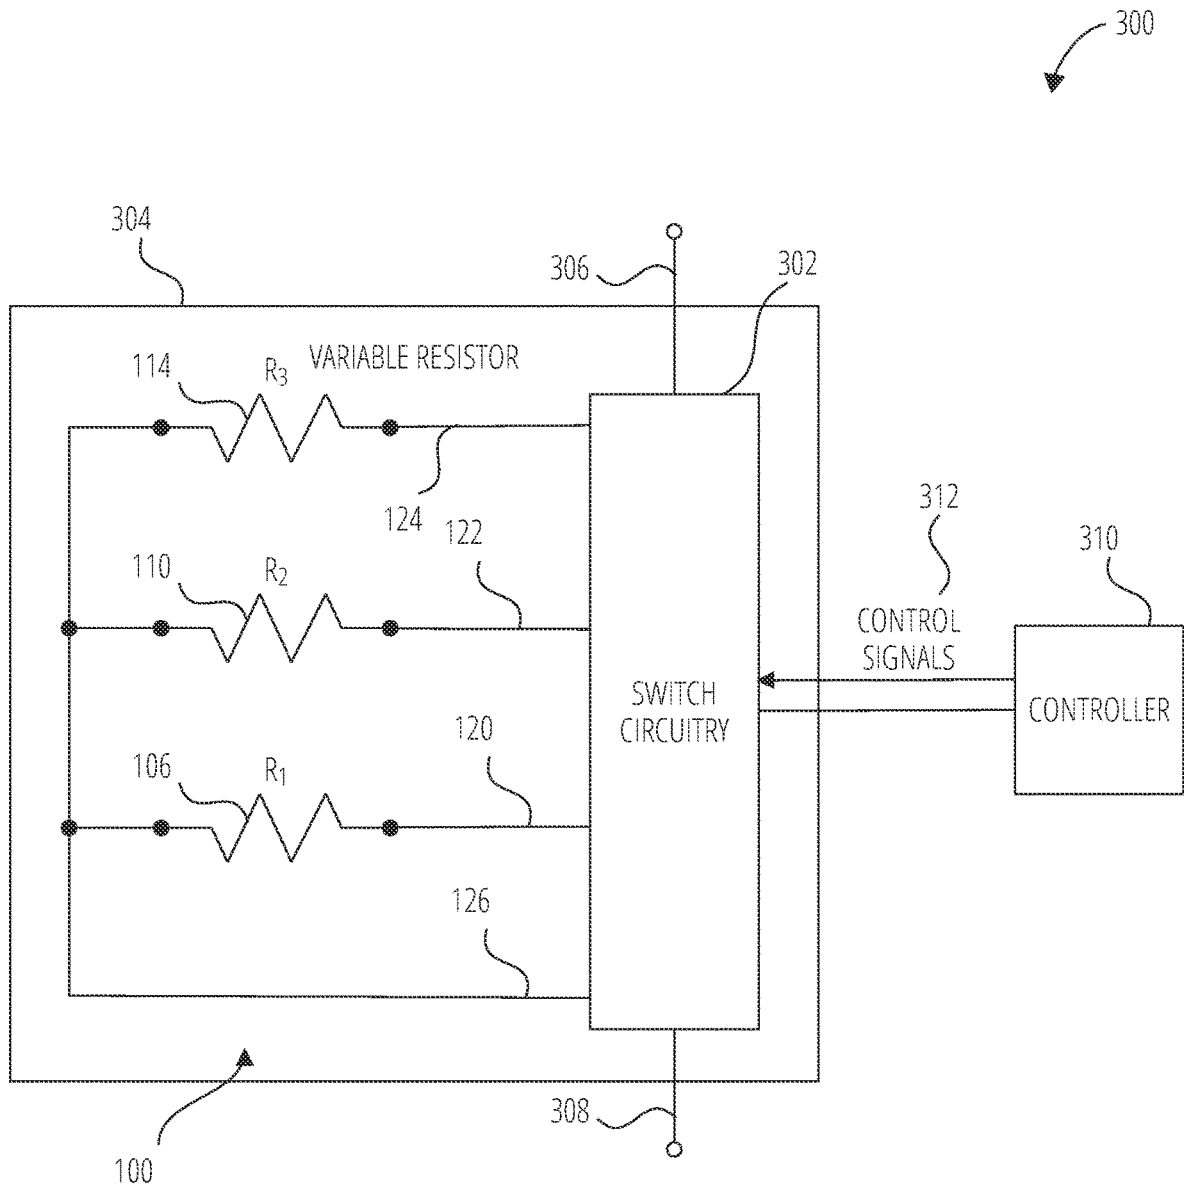 300
304
306
302
VARIABLE RESISTOR
114
R3
124
122
312
310
110
R2
CONTROL
SIGNALS
SWITCH
CIRCUITRY
CONTROLLER
120
106
R1
126
308
100